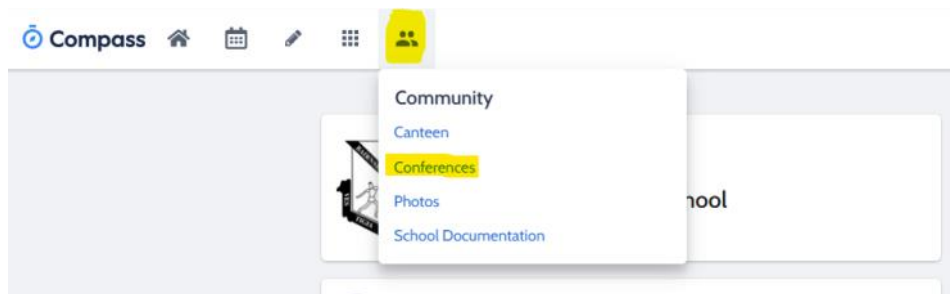 Compass
Community
Canteen
Conferences
Photos
hool
School Documentation